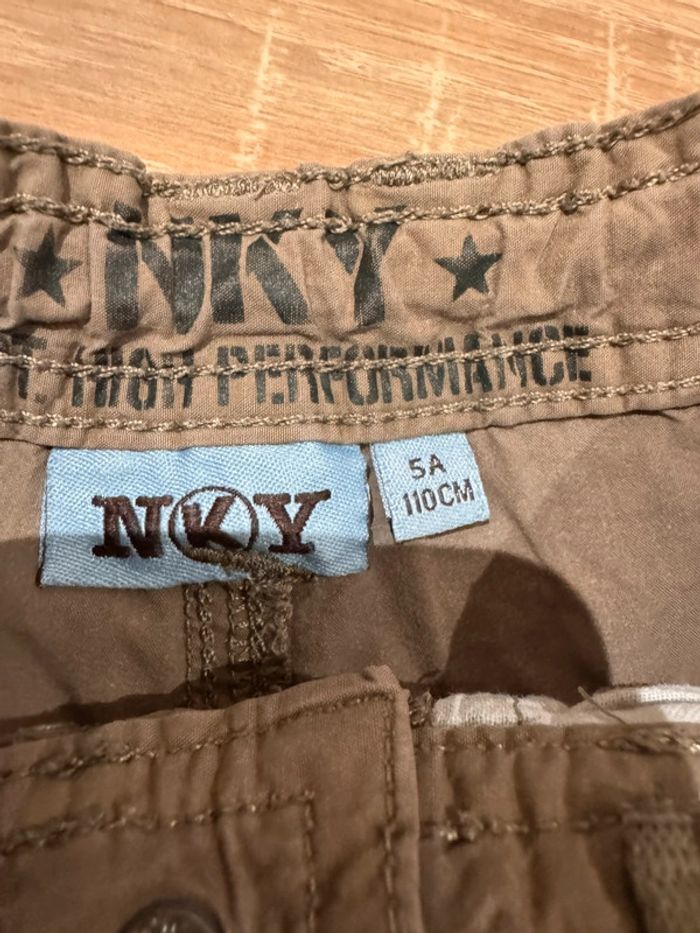 ★ NKY ★
T. HIGH PERFORMANCE
NKY
5A
110CM